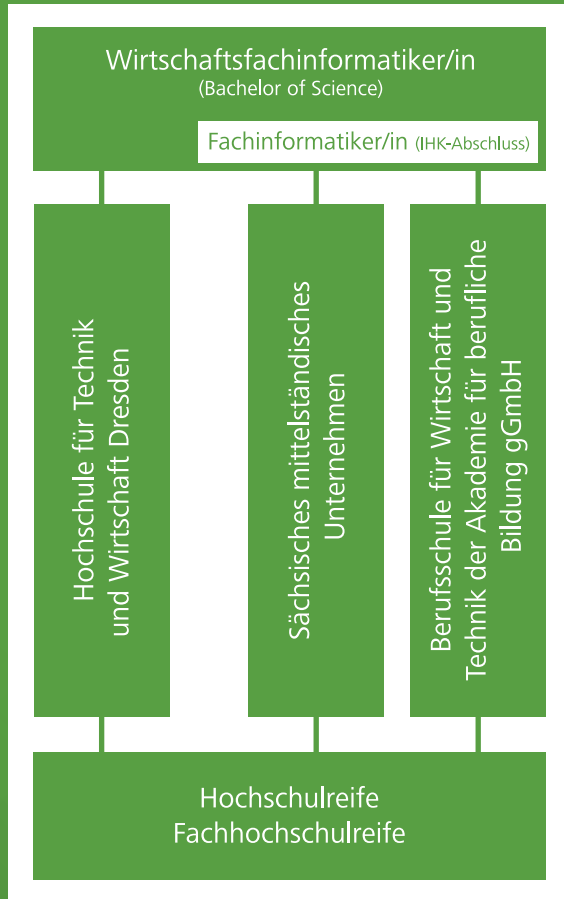 Wirtschaftsfachinformatiker/in
(Bachelor of Science)
Fachinformatiker/in (IHK-Abschluss)
Hochschule für Technik
und Wirtschaft Dresden
Sächsisches mittelständisches
Unternehmen
Berufsschule für Wirtschaft und
Technik der Akademie für berufliche
Bildung gGmbH
Hochschulreife
Fachhochschulreife